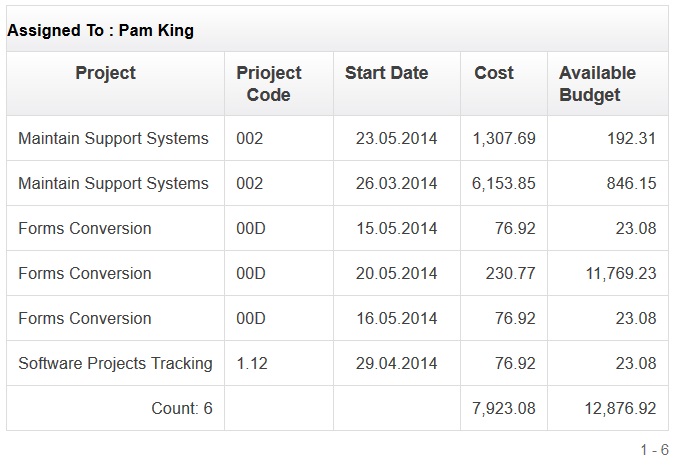 Assigned To : Pam King
Project Prioject Code Start Date Cost Available Budget
Maintain Support Systems 002 23.05.2014 1,307.69 192.31
Maintain Support Systems 002 26.03.2014 6,153.85 846.15
Forms Conversion 00D 15.05.2014 76.92 23.08
Forms Conversion 00D 20.05.2014 230.77 11,769.23
Forms Conversion 00D 16.05.2014 76.92 23.08
Software Projects Tracking 1.12 29.04.2014 76.92 23.08
Count: 6 7,923.08 12,876.92
1 - 6